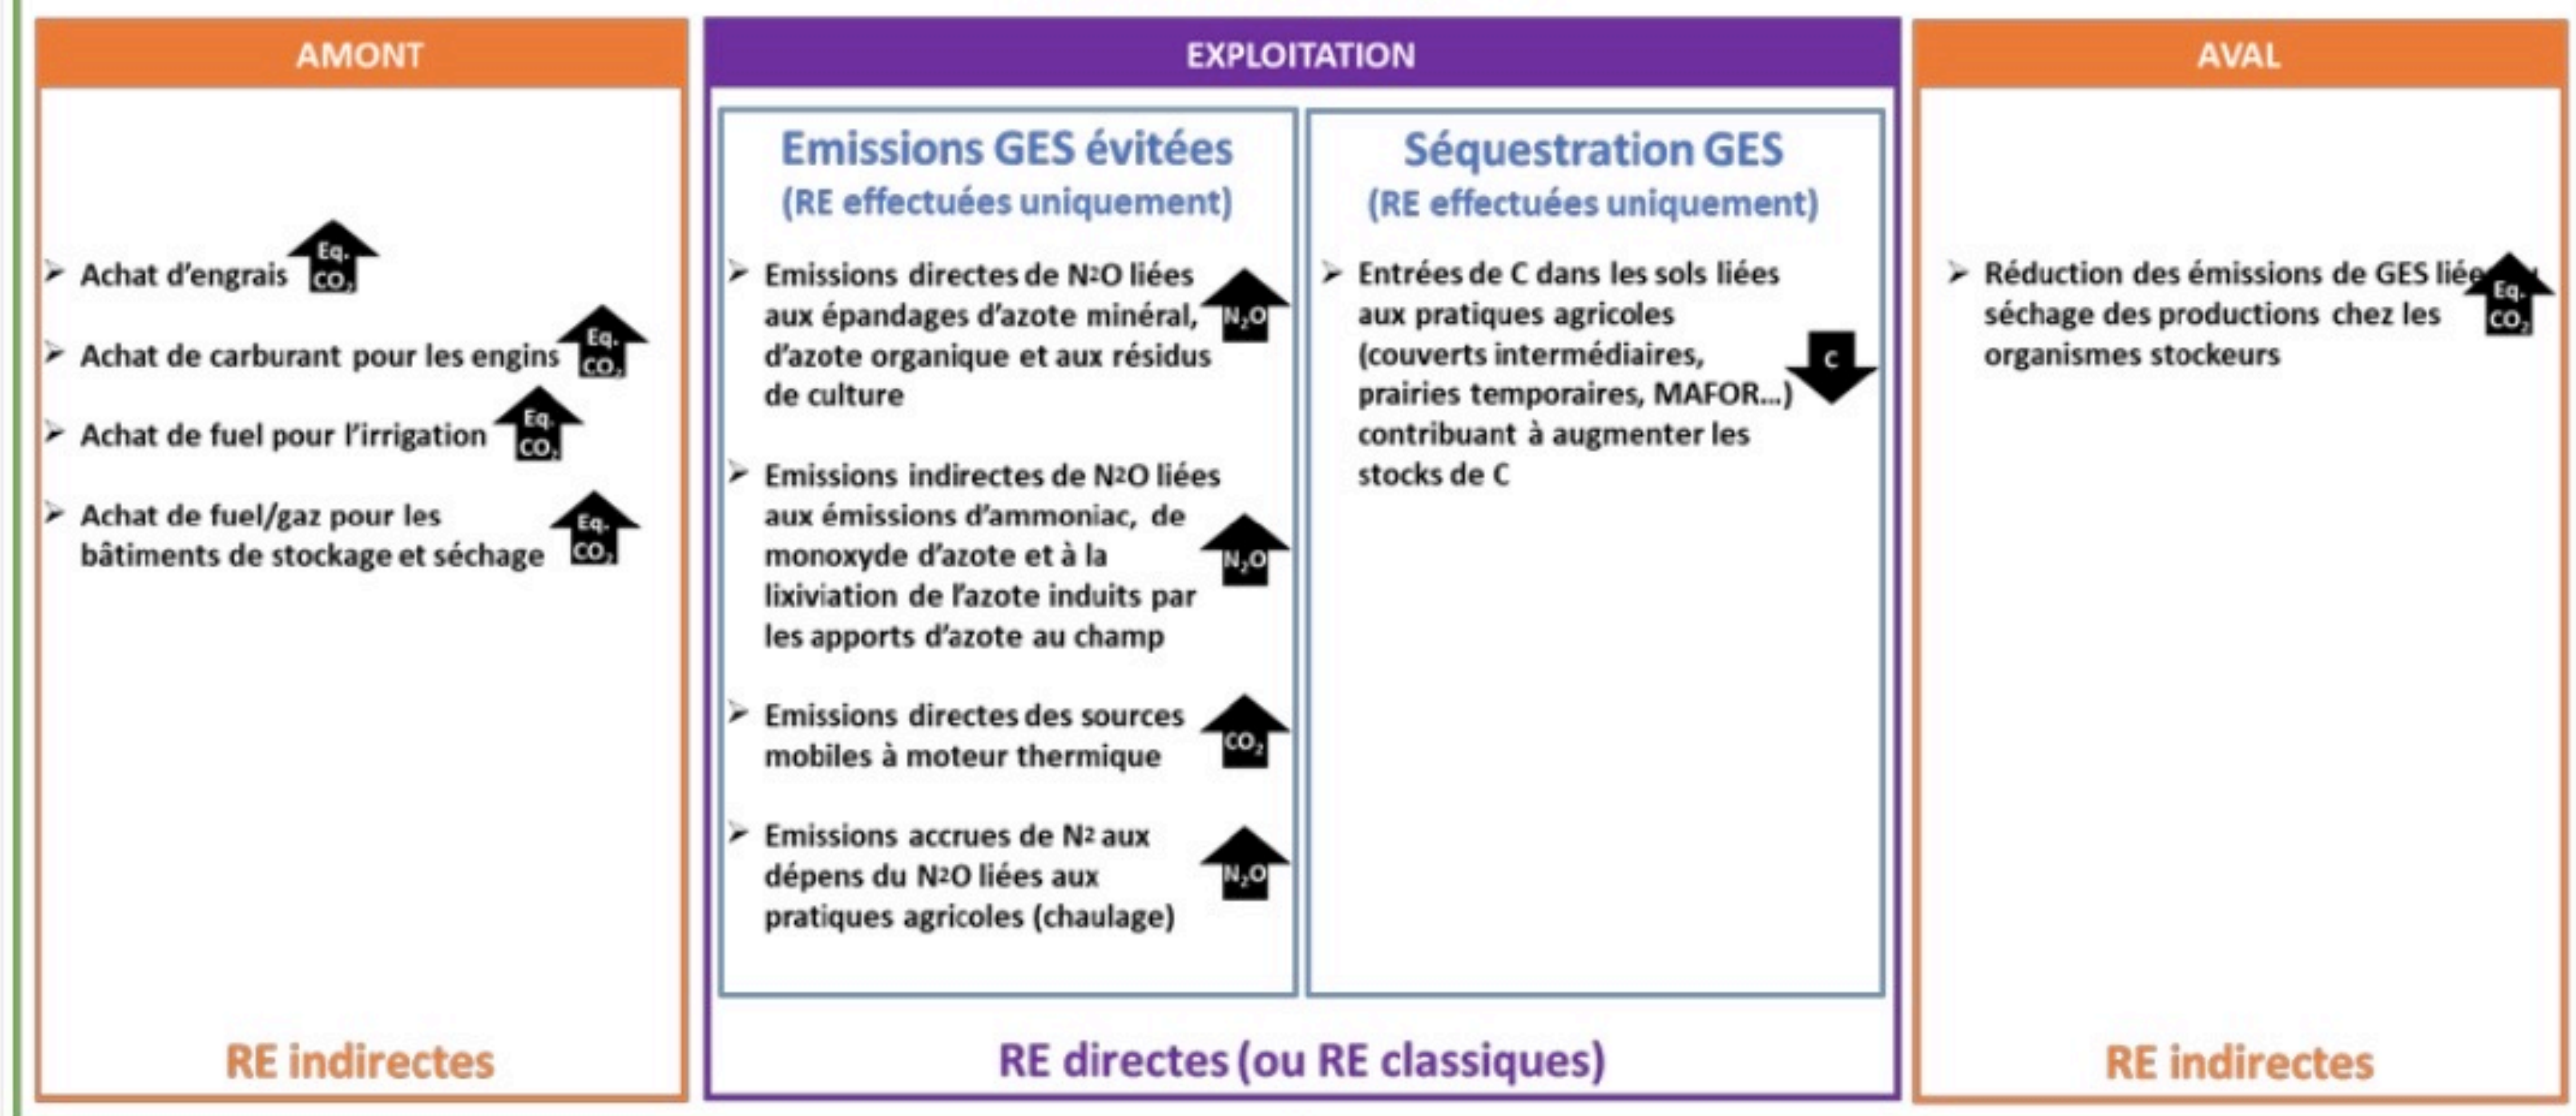 AMONT
Achat d'engrais
Eq.
CO₂
Achat de carburant pour les engins
Eq.
CO₂
Achat de fuel pour l'irrigation
Eq.
CO₂
Achat de fuel/gaz pour les
bâtiments de stockage et séchage
Eq.
CO₂
RE indirectes
EXPLOITATION
Emissions GES évitées
(RE effectuées uniquement)
Emissions directes de N2O liées
aux épandages d'azote minéral,
d'azote organique et aux résidus
de culture
N₂O
Emissions indirectes de N2O liées
aux émissions d'ammoniac, de
monoxyde d'azote et à la
lixiviation de l'azote induits par
les apports d'azote au champ
N₂O
Emissions directes des sources
mobiles à moteur thermique
CO₂
Emissions accrues de N2 aux
dépens du N2O liées aux
pratiques agricoles (chaulage)
N₂O
Séquestration GES
(RE effectuées uniquement)
Entrées de C dans les sols liées
aux pratiques agricoles
(couverts intermédiaires,
prairies temporaires, MAFOR...)
contribuant à augmenter les
stocks de C
C
RE directes (ou RE classiques)
AVAL
Réduction des émissions de GES
séchage des productions chez les
organismes stockeurs
Eq.
CO₂
RE indirectes